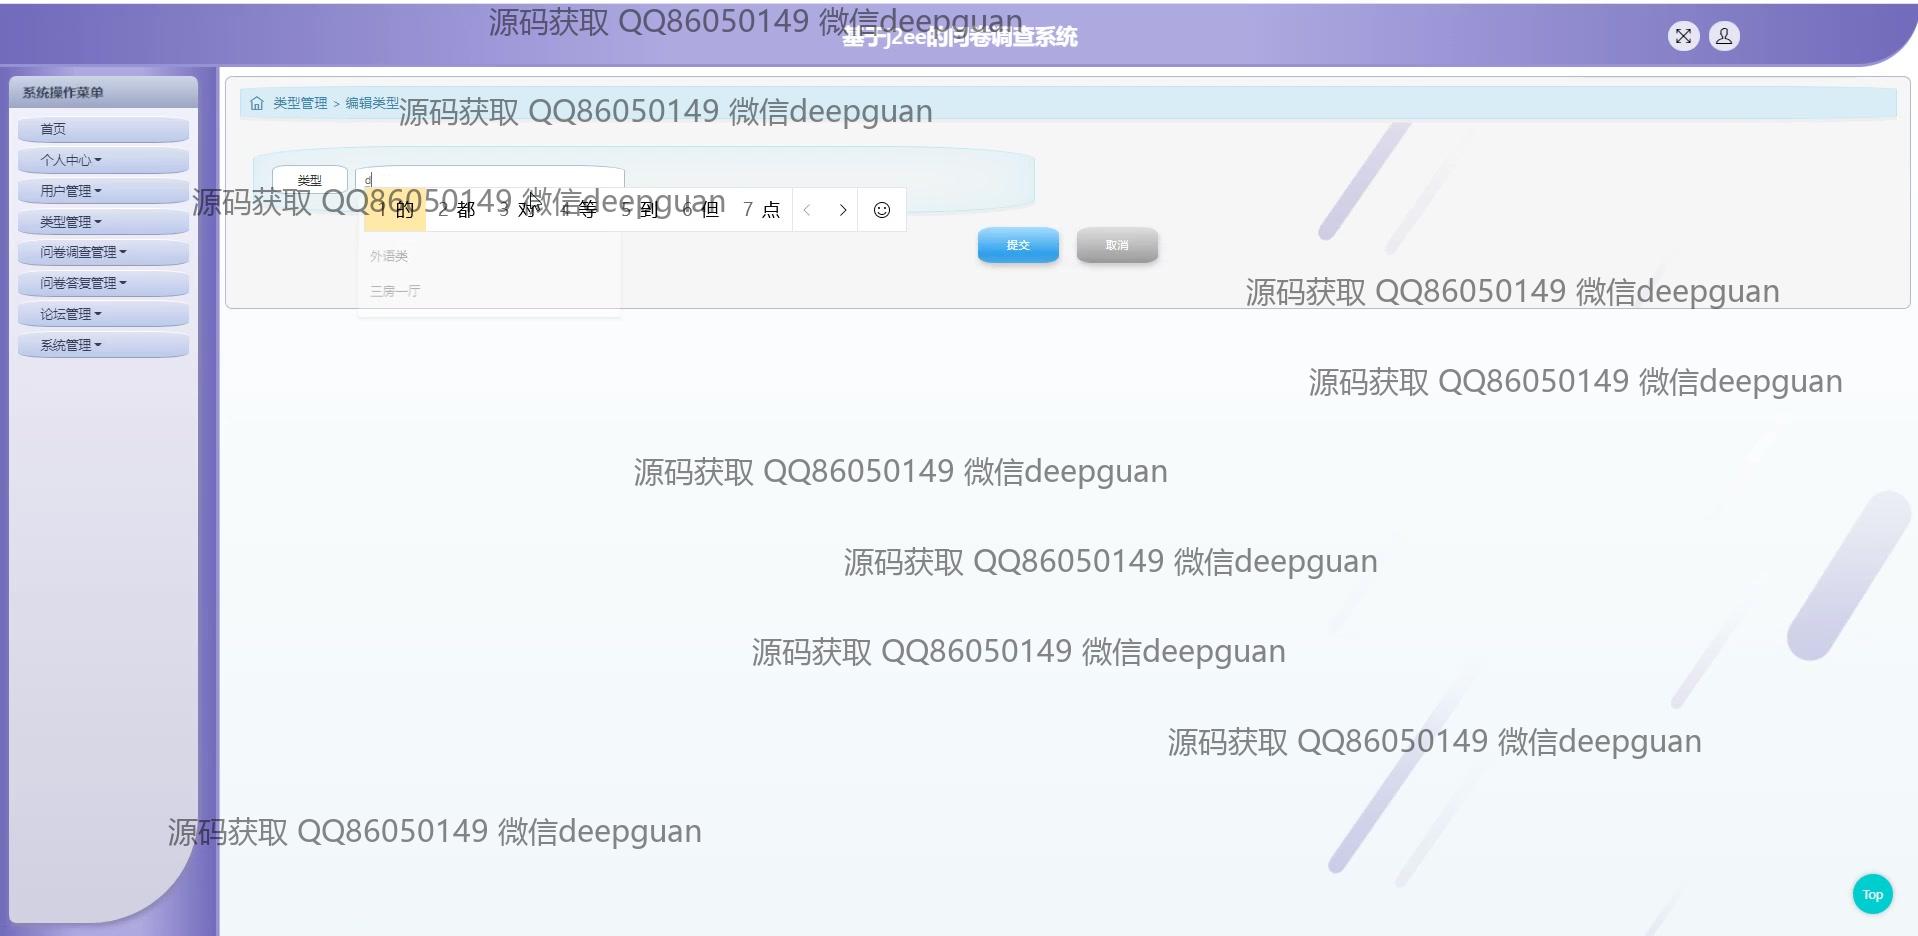 源码获取 QQ86050149 微信deepguan
基于j2ee的问卷调查系统
系统操作菜单
首页
个人中心
用户管理
类型管理
问卷调查管理
问卷答复管理
论坛管理
系统管理
类型管理 > 编辑类型
源码获取 QQ86050149 微信deepguan
类型
d
源码获取 QQ86050149 微信deepguan
1 的 2 都 3 对 4 等 5 到 6 但 7 点
外语类
三房一厅
提交
取消
源码获取 QQ86050149 微信deepguan
源码获取 QQ86050149 微信deepguan
源码获取 QQ86050149 微信deepguan
源码获取 QQ86050149 微信deepguan
源码获取 QQ86050149 微信deepguan
源码获取 QQ86050149 微信deepguan
源码获取 QQ86050149 微信deepguan
Top